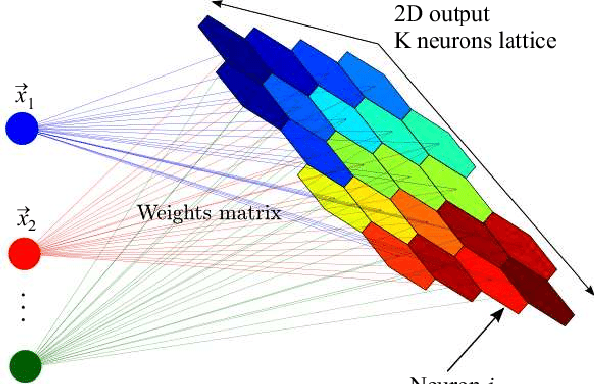 2D output
K neurons lattice
x⃗₁
x⃗₂
⋮
Weights matrix
Neuron i